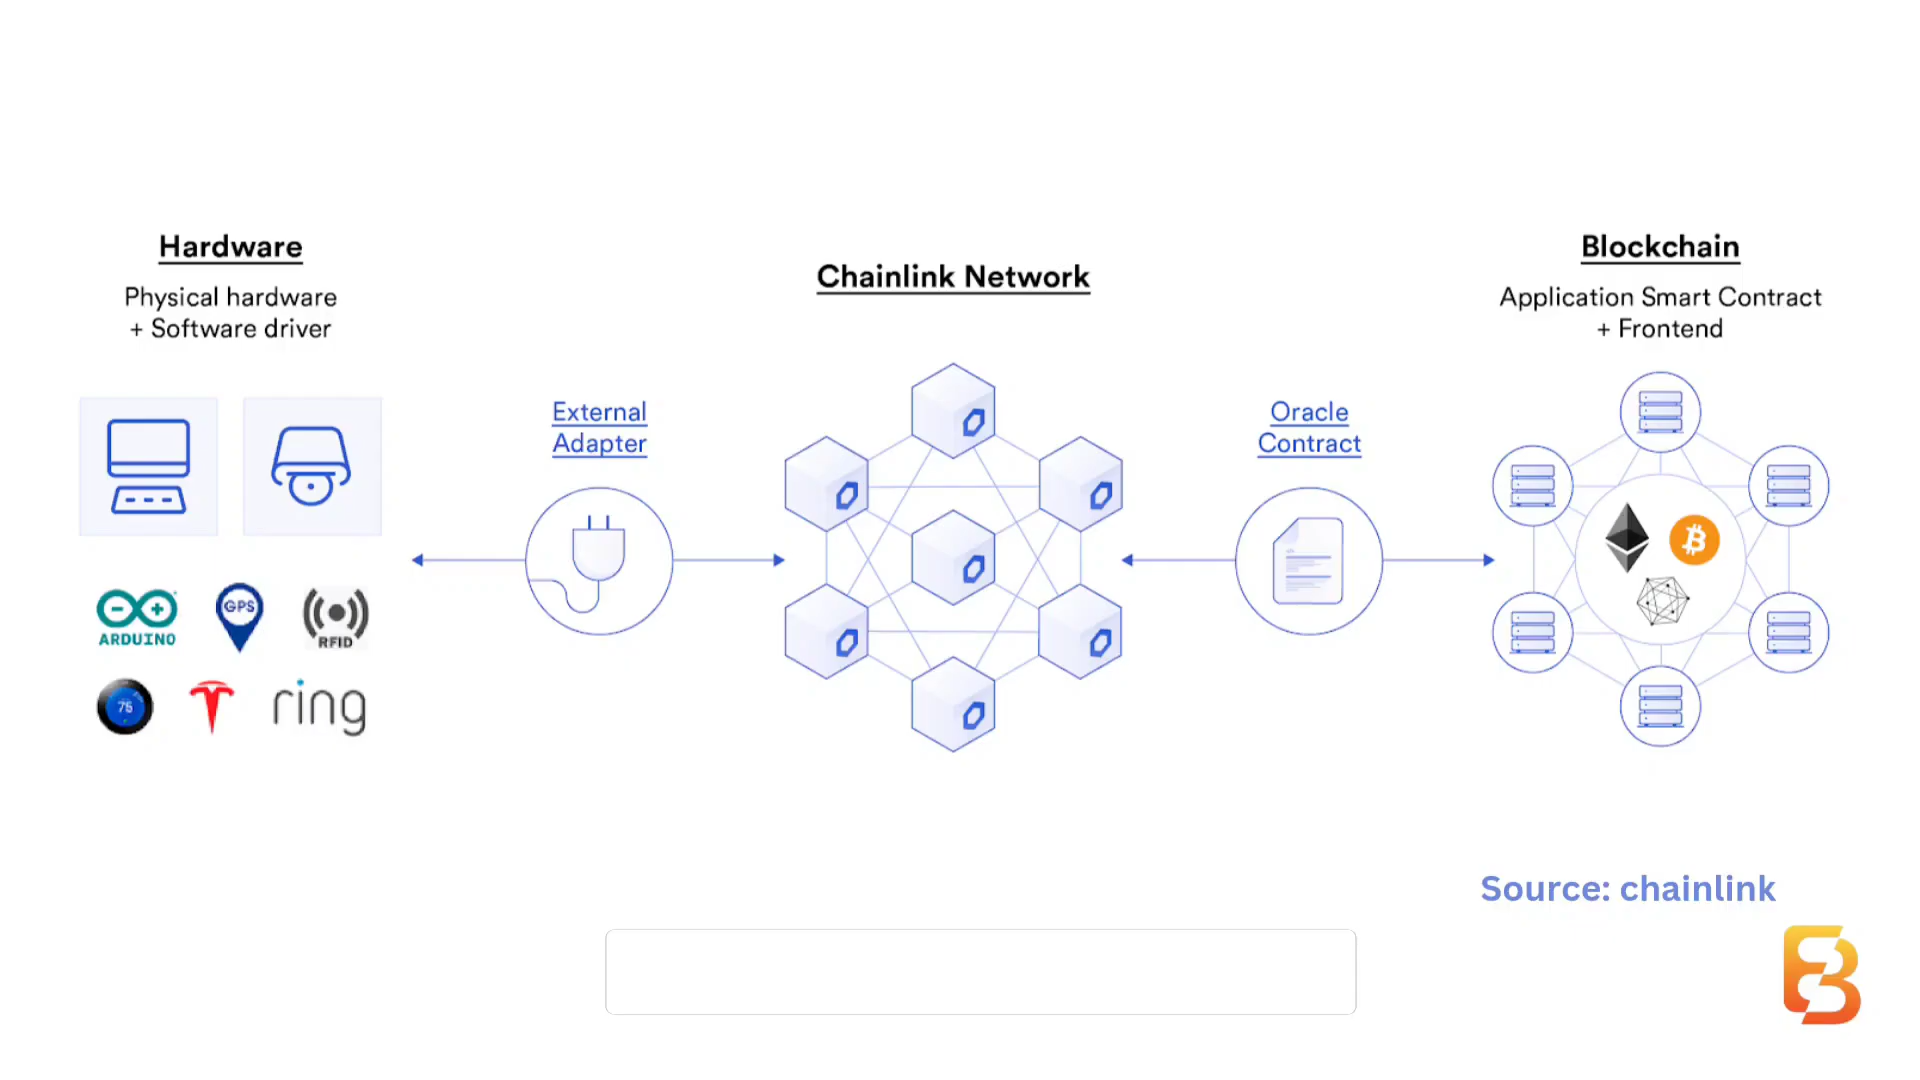 Hardware
Physical hardware
+ Software driver
External
Adapter
ARDUINO
GPS
RFID
75
ring
Chainlink Network
Oracle
Contract
Blockchain
Application Smart Contract
+ Frontend
Source: chainlink